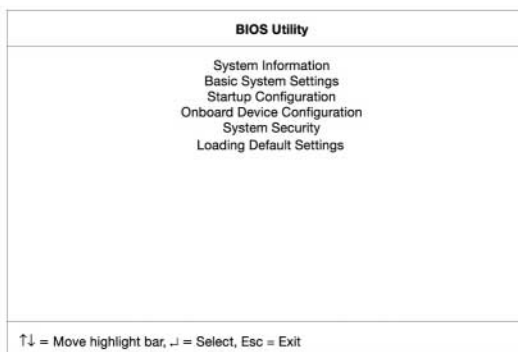 BIOS Utility
System Information
Basic System Settings
Startup Configuration
Onboard Device Configuration
System Security
Loading Default Settings
↑↓ = Move highlight bar, ↵ = Select, Esc = Exit